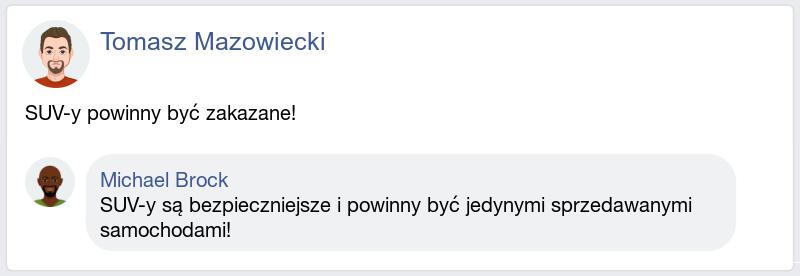 Tomasz Mazowiecki
SUV-y powinny być zakazane!
Michael Brock
SUV-y są bezpieczniejsze i powinny być jedynymi sprzedawanymi
samochodami!